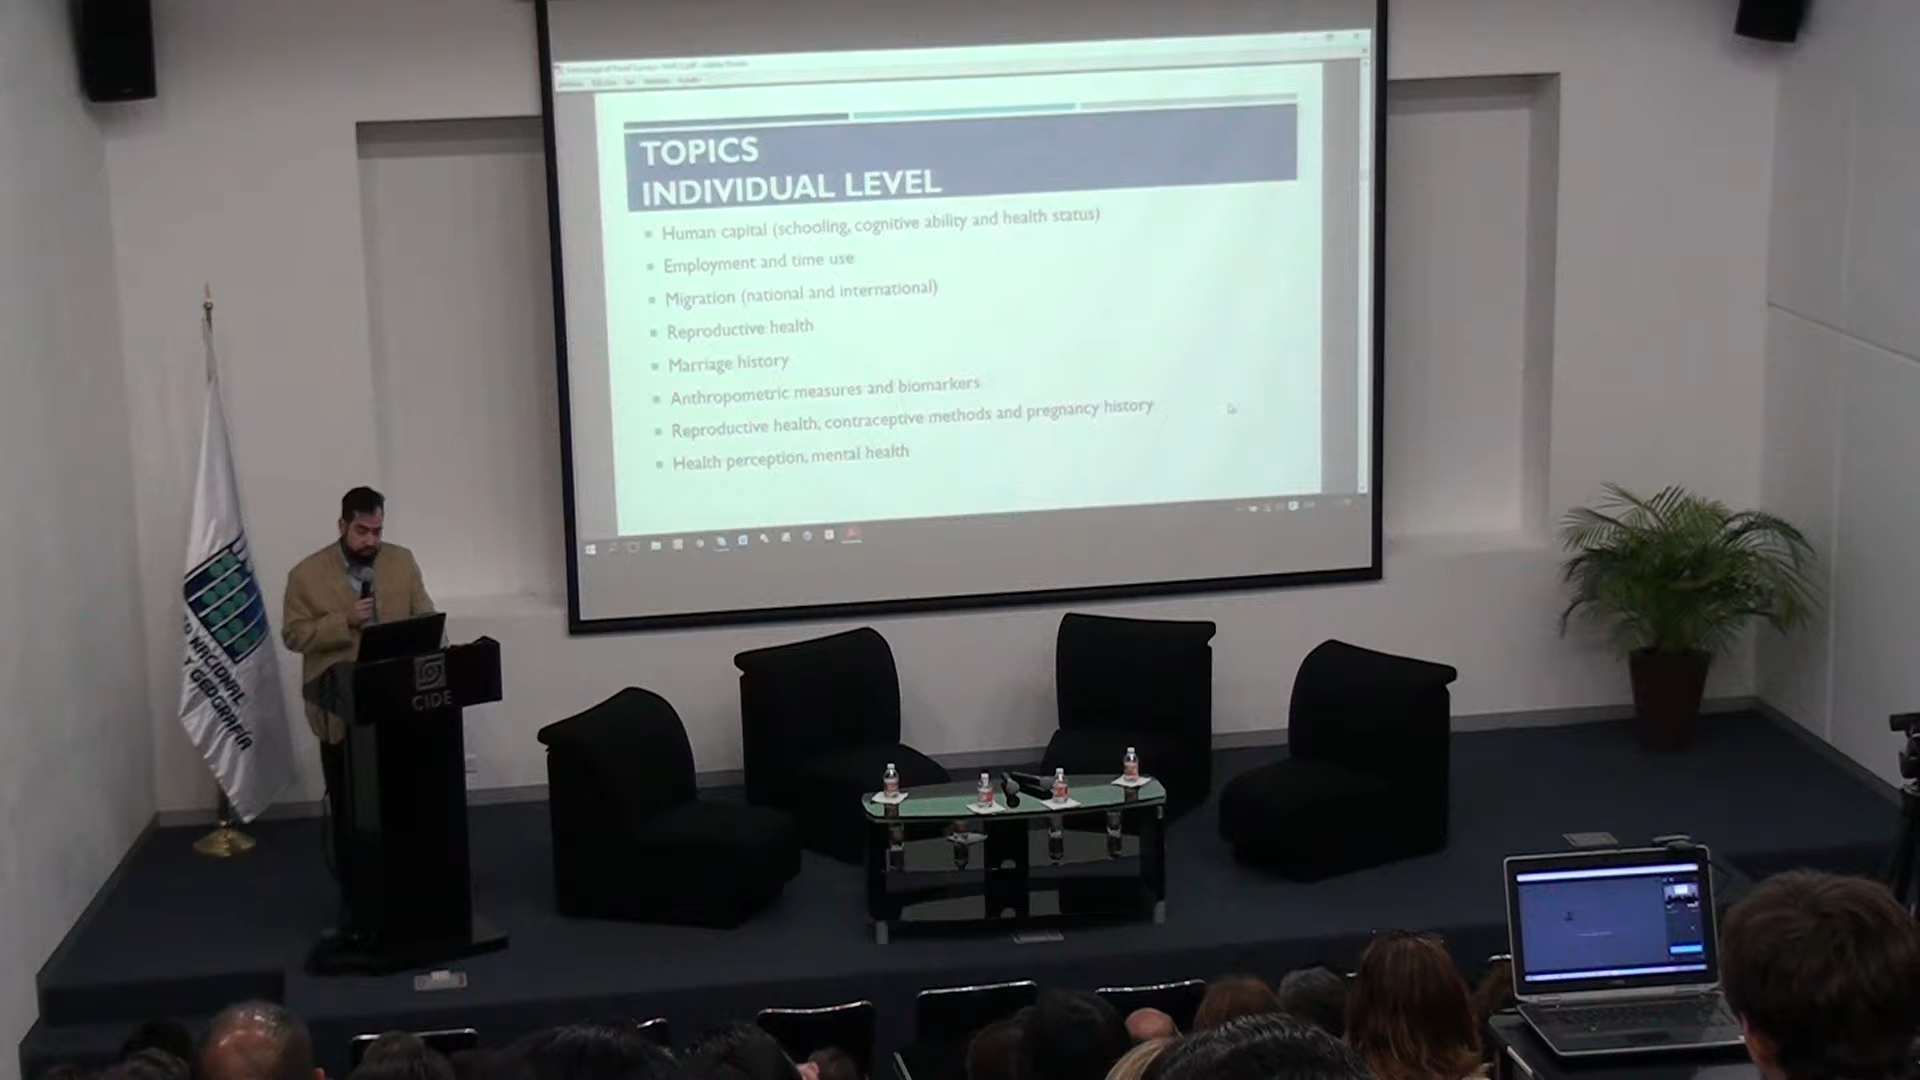 TOPICS
INDIVIDUAL LEVEL
Human capital (schooling, cognitive ability and health status)
Employment and time use
Migration (national and international)
Reproductive health
Marriage history
Anthropometric measures and biomarkers
Reproductive health, contraceptive methods and pregnancy history
Health perception, mental health
NACIONAL
Y GEOGRAFÍA
CIDE